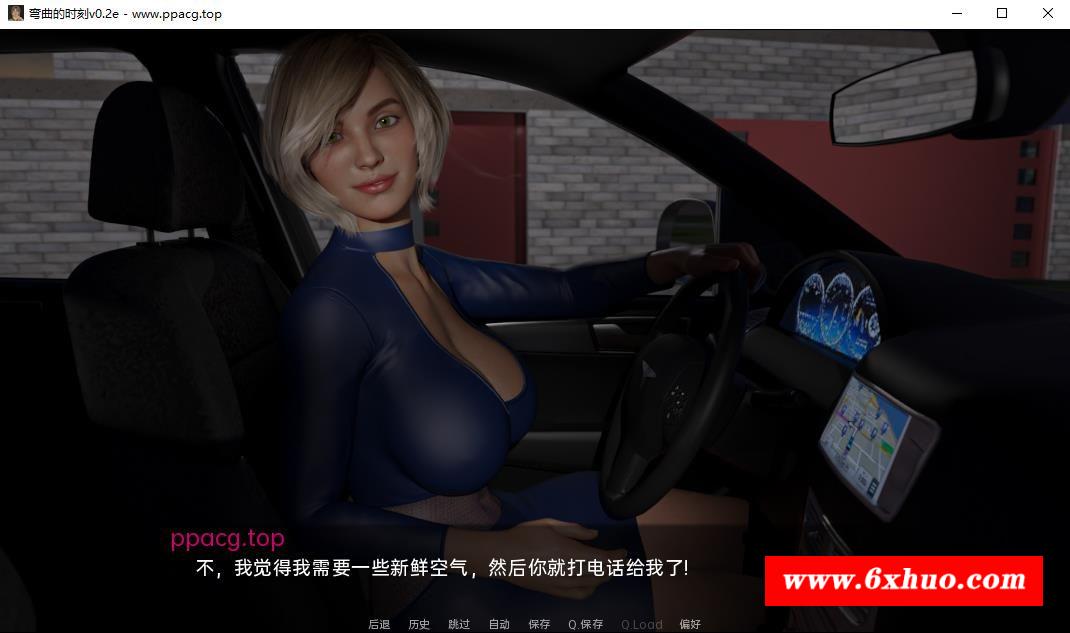 弯曲的时刻v0.2e - www.ppacg.top
ppacg.top
不，我觉得我需要一些新鲜空气，然后你就打电话给我了!
www.6xhuo.com
后退 历史 跳过 自动 保存 Q.保存 Q.Load 偏好